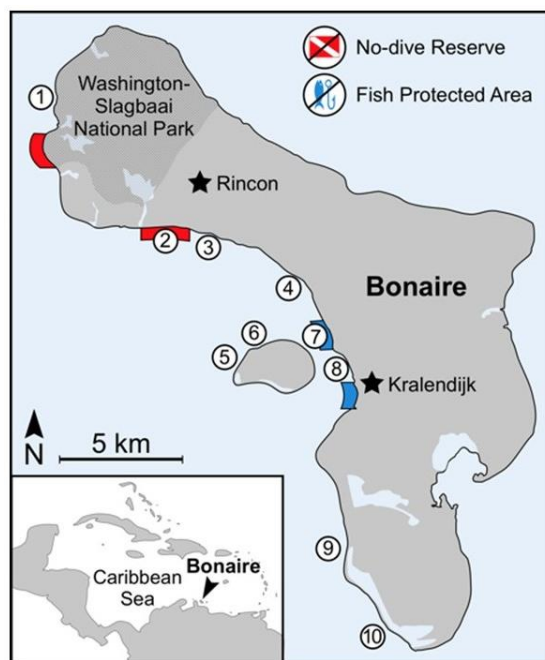 No-dive Reserve
Fish Protected Area
Washington-
Slagbaai
National Park
1
Rincon
2
3
4
Bonaire
7
6
5
8
Kralendijk
N
5 km
9
10
Caribbean
Sea
Bonaire